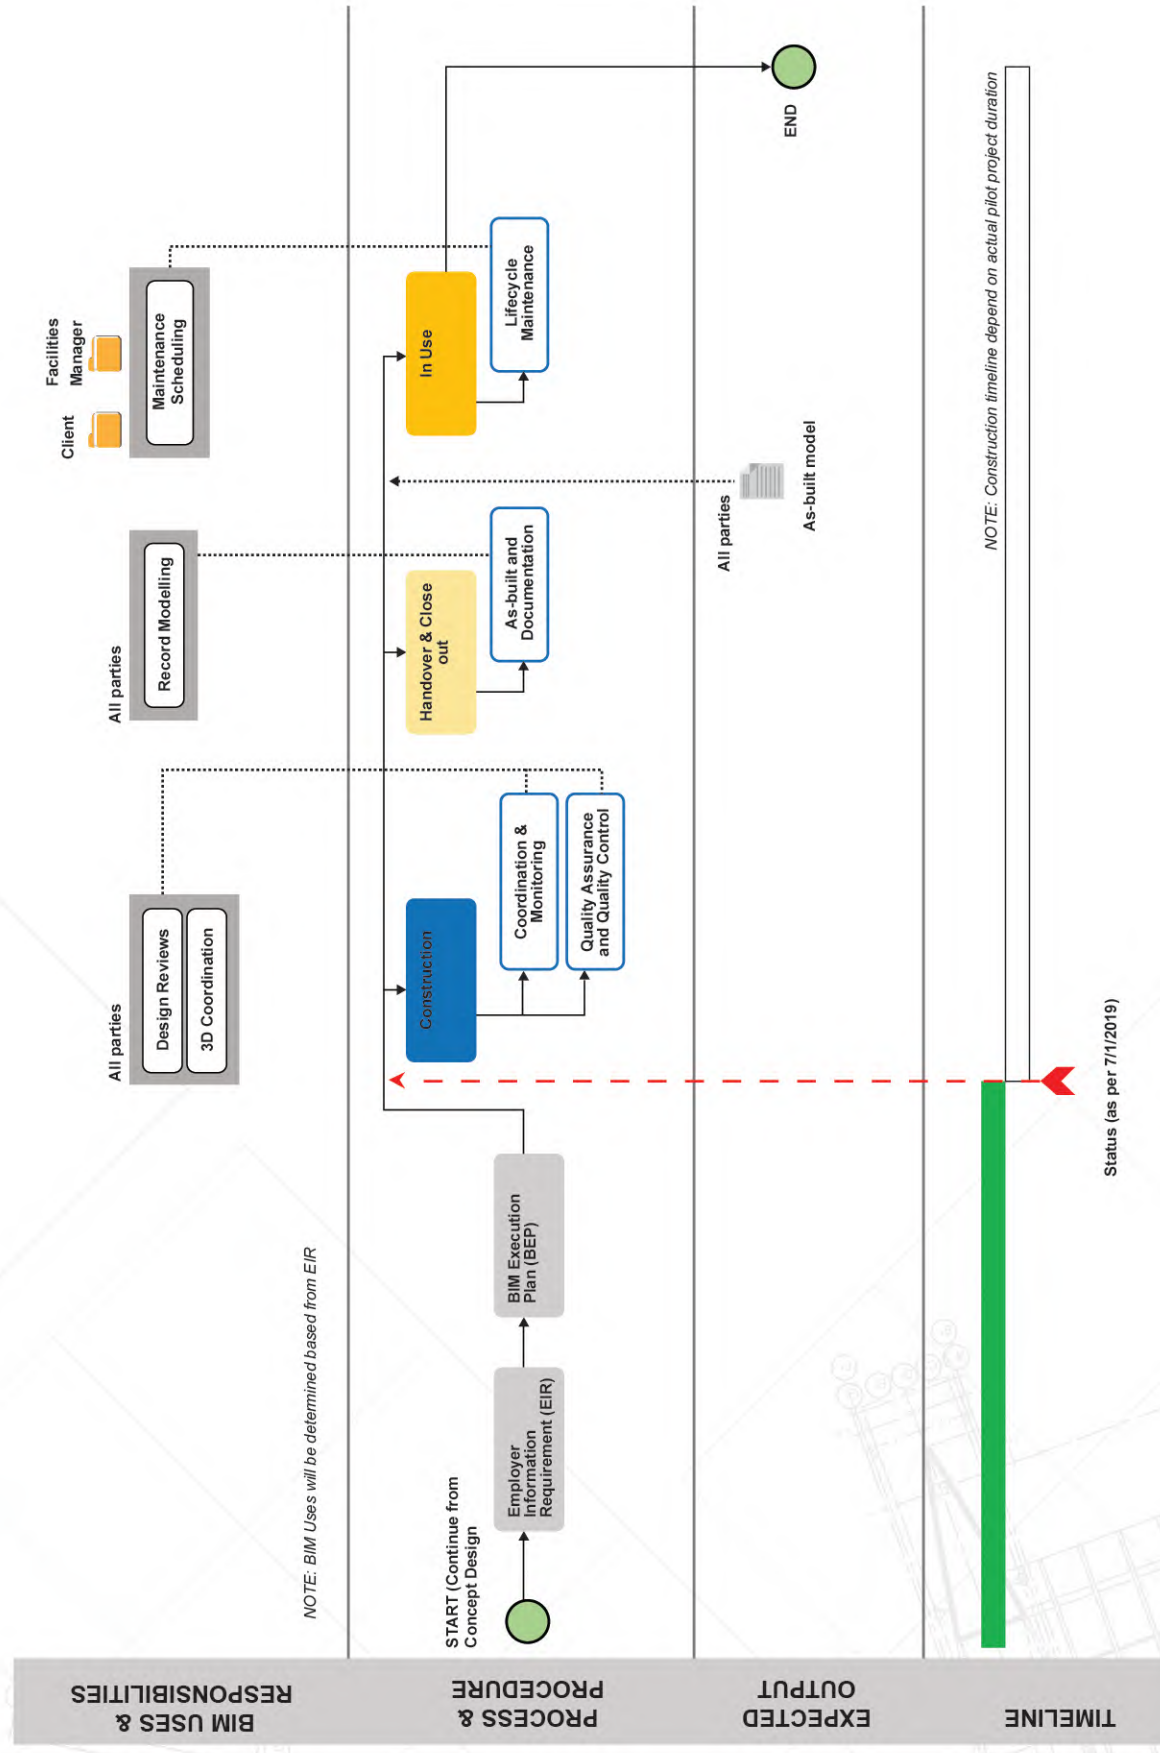 BIM USES &
RESPONSIBILITIES
NOTE: BIM Uses will be determined based from EIR
All parties
Design Reviews
3D Coordination
All parties
Record Modelling
Client
Facilities
Manager
Maintenance
Scheduling
PROCESS &
PROCEDURE
START (Continue from
Concept Design
Employer
Information
Requirement (EIR)
BIM Execution
Plan (BEP)
Construction
Coordination &
Monitoring
Quality Assurance
and Quality Control
Handover & Close
out
As-built and
Documentation
In Use
Lifecycle
Maintenance
EXPECTED
OUTPUT
All parties
As-built model
END
TIMELINE
NOTE: Construction timeline depend on actual pilot project duration
Status (as per 7/1/2019)